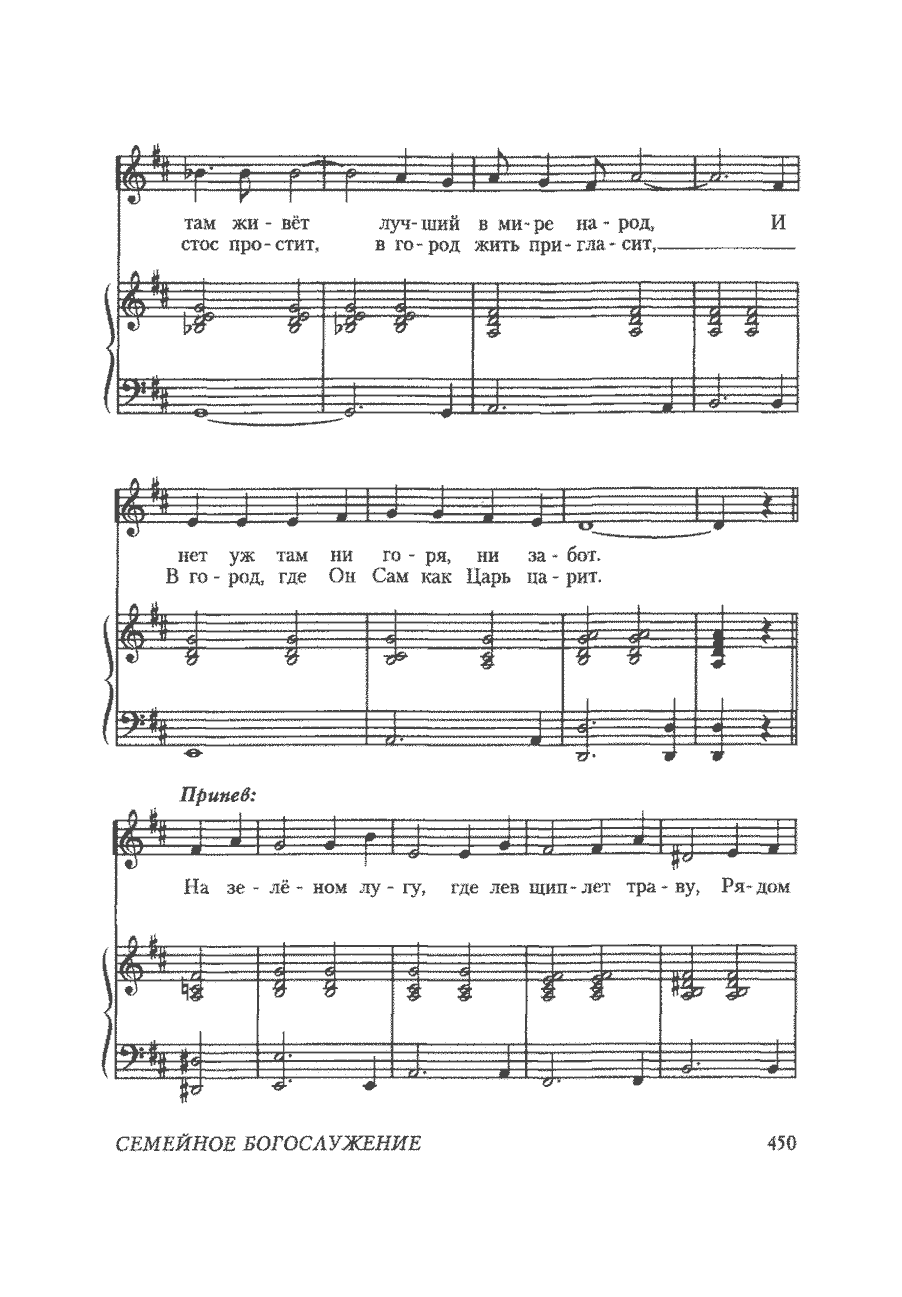 там жи - вёт луч- ший в ми- ре на - род, И
стос про - стит, в го - род жить при - гла - сит,
нет уж там ни го - ря, ни за - бот.
В го - род, где Он Сам как Царь ца - рит.
Припев:
На зе - лё - ном лу - гу, где лев щип - лет тра - ву, Ря- дом
СЕМЕЙНОЕ БОГОСЛУЖЕНИЕ 450